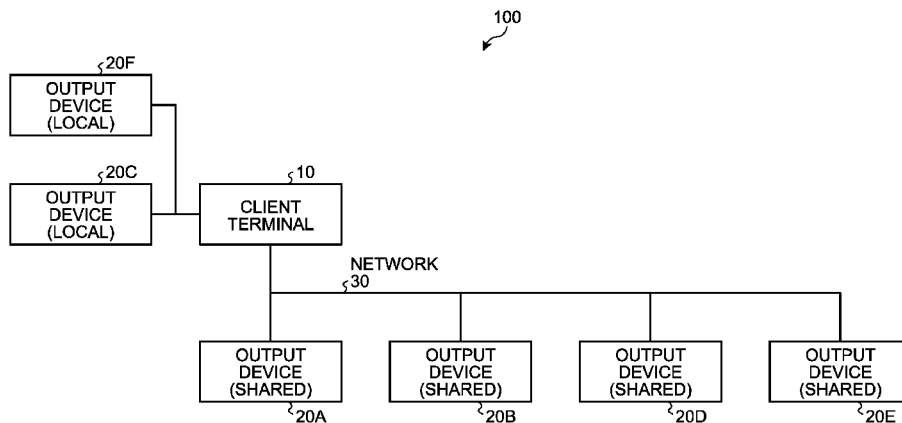 100
20F
OUTPUT
DEVICE
(LOCAL)
20C
OUTPUT
DEVICE
(LOCAL)
10
CLIENT
TERMINAL
NETWORK
30
OUTPUT
DEVICE
(SHARED)
20A
OUTPUT
DEVICE
(SHARED)
20B
OUTPUT
DEVICE
(SHARED)
20D
OUTPUT
DEVICE
(SHARED)
20E